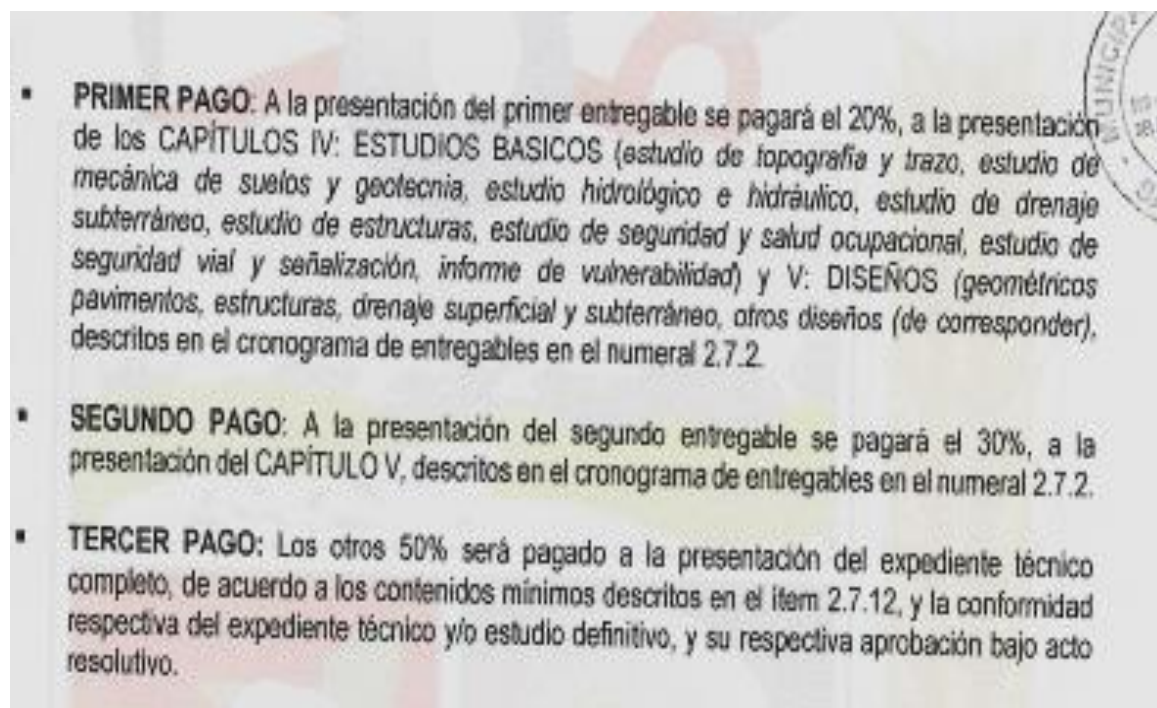 ▪ PRIMER PAGO: A la presentación del primer entregable se pagará el 20%, a la presentación
de los CAPÍTULOS IV: ESTUDIOS BASICOS (estudio de topografía y trazo, estudio de
mecánica de suelos y geotecnia, estudio hidrológico e hidráulico, estudio de drenaje
subterráneo, estudio de estructuras, estudio de seguridad y salud ocupacional, estudio de
seguridad vial y señalización, informe de vulnerabilidad) y V: DISEÑOS (geométricos
pavimentos, estructuras, drenaje superficial y subterráneo, otros diseños (de corresponder),
descritos en el cronograma de entregables en el numeral 2.7.2.
▪ SEGUNDO PAGO: A la presentación del segundo entregable se pagará el 30%, a la
presentación del CAPÍTULO V, descritos en el cronograma de entregables en el numeral 2.7.2.
▪ TERCER PAGO: Los otros 50% será pagado a la presentación del expediente técnico
completo, de acuerdo a los contenidos mínimos descritos en el item 2.7.12, y la conformidad
respectiva del expediente técnico y/o estudio definitivo, y su respectiva aprobación bajo acto
resolutivo.